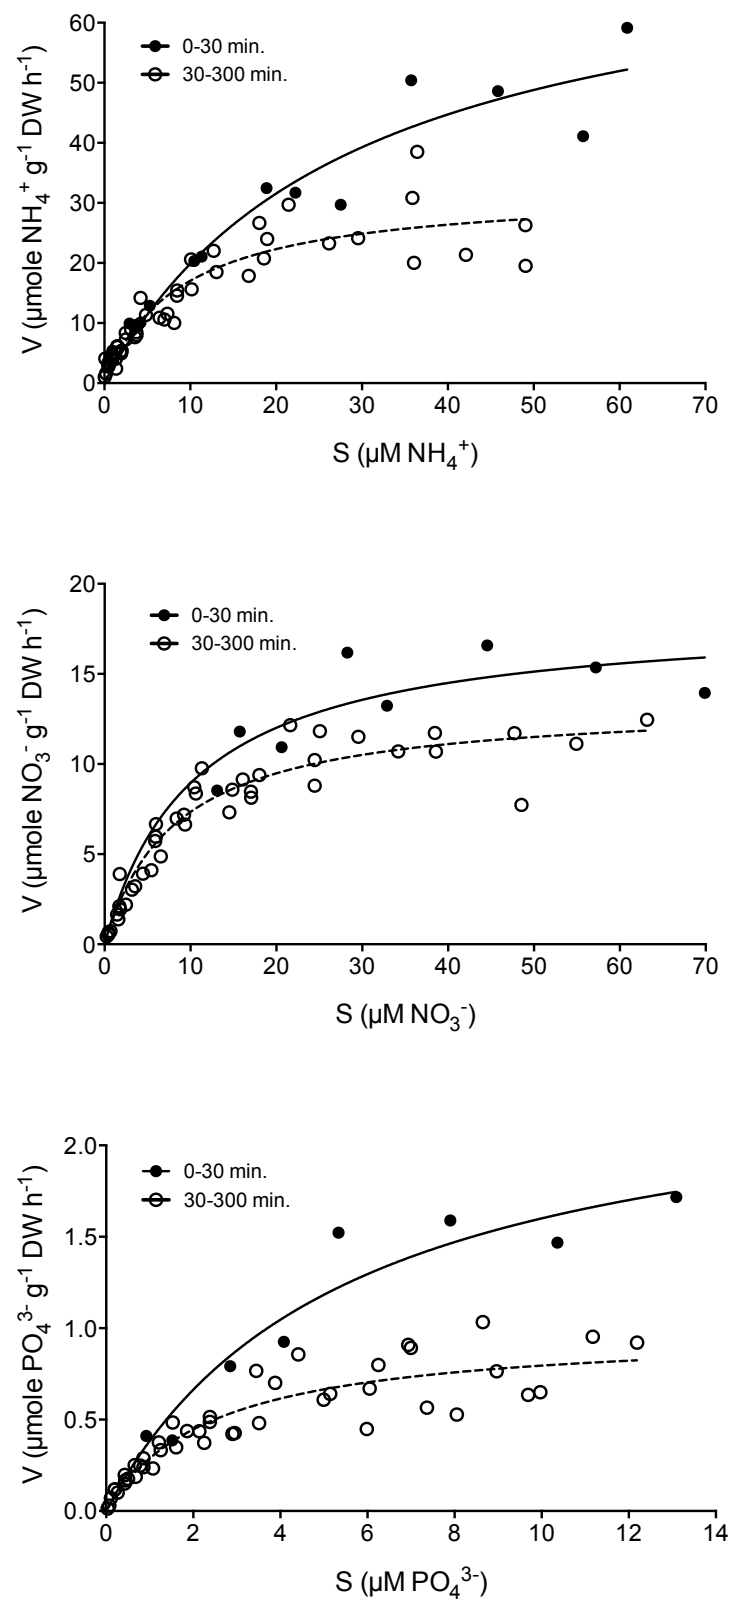 60
50
40
30
20
10
0
0-30 min.
30-300 min.
V (µmole NH₄⁺ g⁻¹ DW h⁻¹)
0 10 20 30 40 50 60 70
S (µM NH₄⁺)
20
15
10
5
0
0-30 min.
30-300 min.
V (µmole NO₃⁻ g⁻¹ DW h⁻¹)
0 10 20 30 40 50 60 70
S (µM NO₃⁻)
2.0
1.5
1.0
0.5
0.0
0-30 min.
30-300 min.
V (µmole PO₄³⁻ g⁻¹ DW h⁻¹)
0 2 4 6 8 10 12 14
S (µM PO₄³⁻)